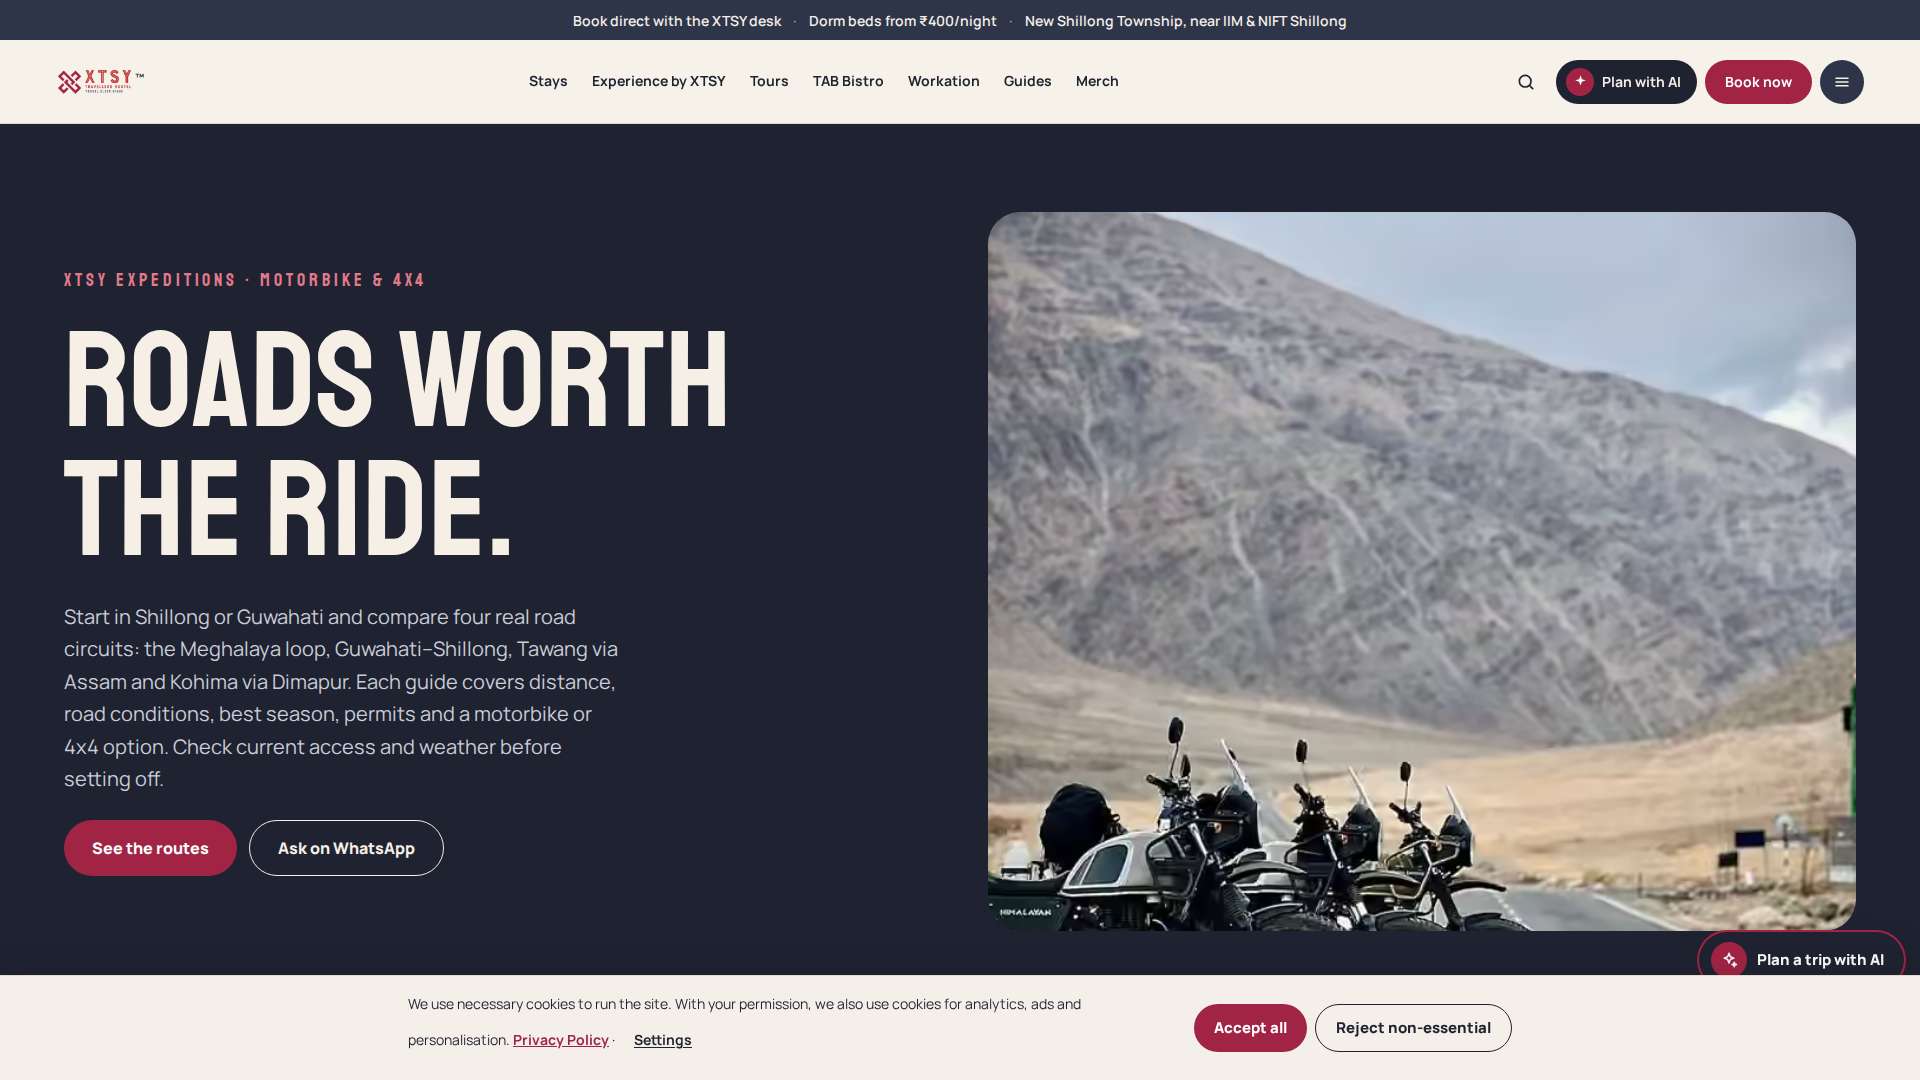 Book direct with the XTSY desk · Dorm beds from ₹400/night · New Shillong Township, near IIM & NIFT Shillong
XTSY ™
Stays Experience by XTSY Tours TAB Bistro Workation Guides Merch
Plan with AI
Book now
XTSY EXPEDITIONS · MOTORBIKE & 4X4
ROADS WORTH
THE RIDE.
Start in Shillong or Guwahati and compare four real road
circuits: the Meghalaya loop, Guwahati–Shillong, Tawang via
Assam and Kohima via Dimapur. Each guide covers distance,
road conditions, best season, permits and a motorbike or
4x4 option. Check current access and weather before
setting off.
See the routes
Ask on WhatsApp
HIMALAYAN
Plan a trip with AI
We use necessary cookies to run the site. With your permission, we also use cookies for analytics, ads and
personalisation. Privacy Policy · Settings
Accept all
Reject non-essential